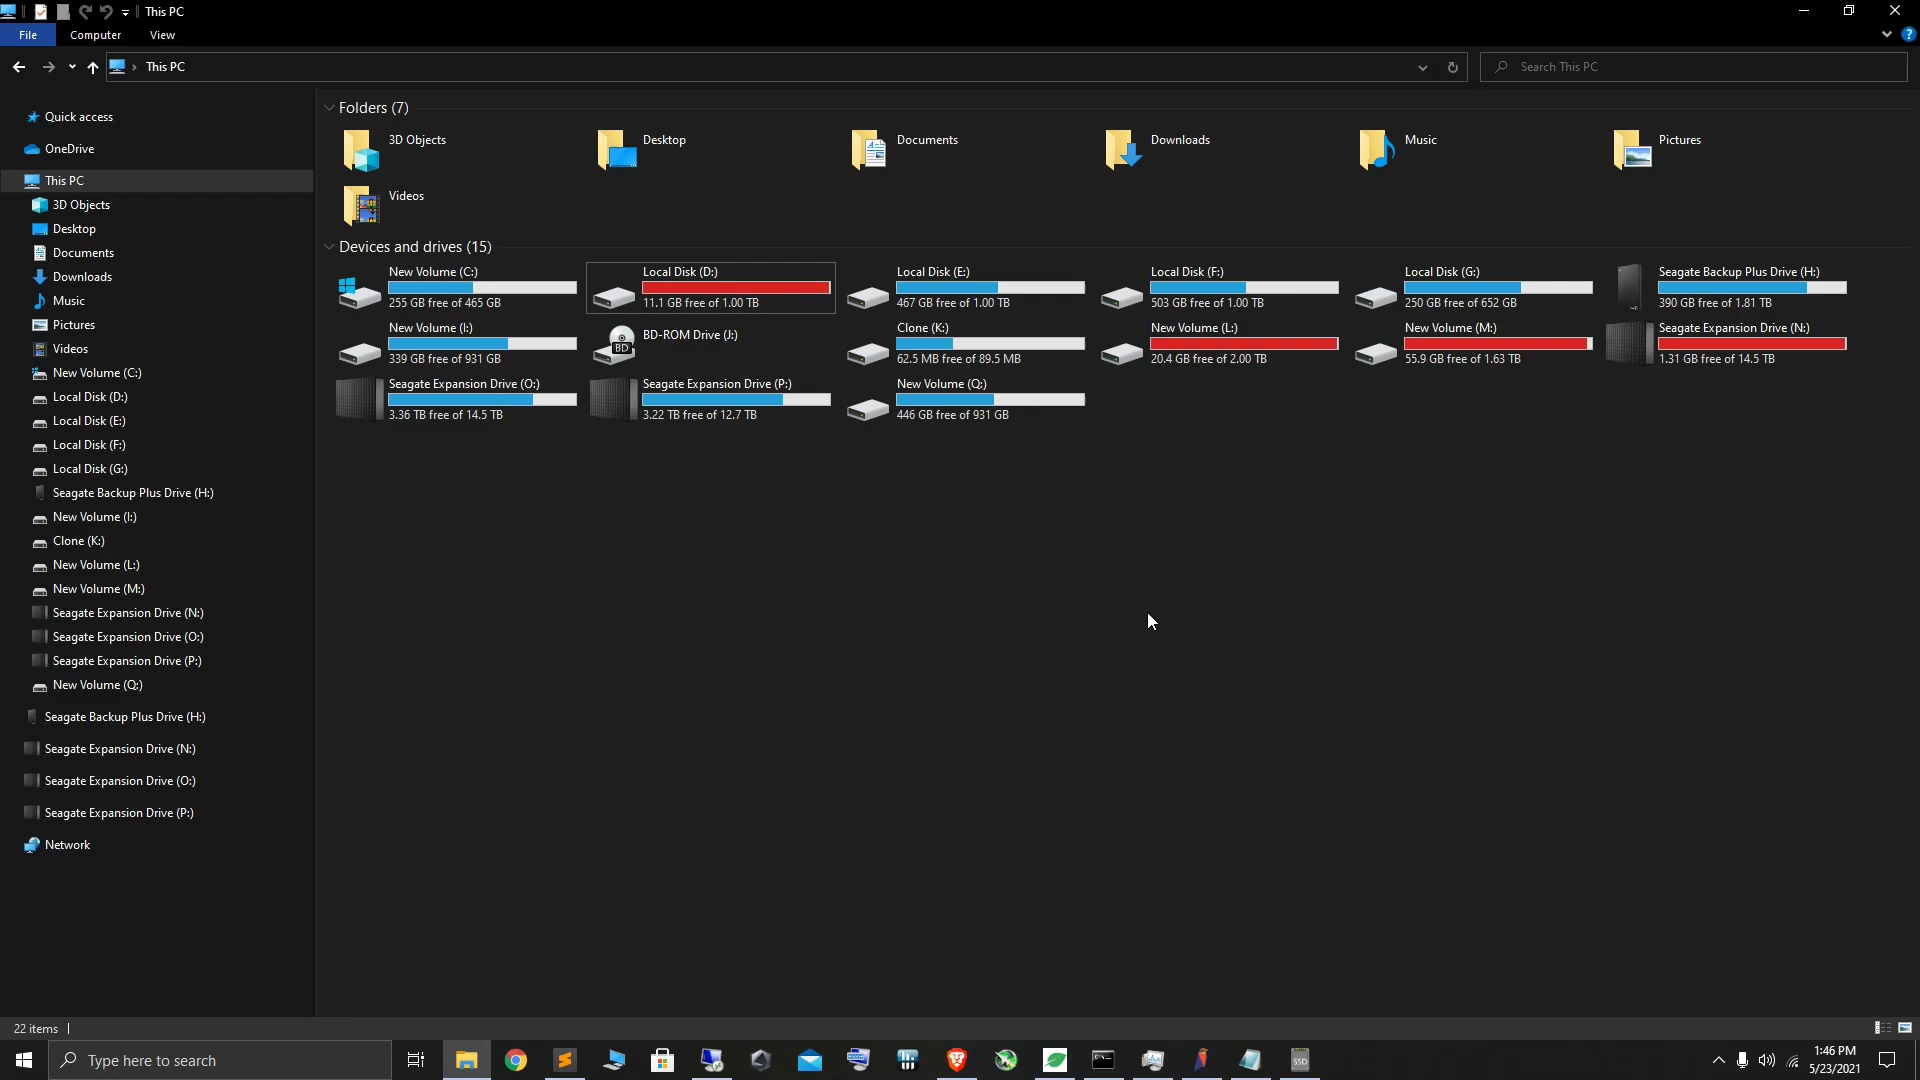 This PC
File
Computer
View
This PC
Search This PC
Quick access
OneDrive
This PC
3D Objects
Desktop
Documents
Downloads
Music
Pictures
Videos
New Volume (C:)
Local Disk (D:)
Local Disk (E:)
Local Disk (F:)
Local Disk (G:)
Seagate Backup Plus Drive (H:)
New Volume (I:)
Clone (K:)
New Volume (L:)
New Volume (M:)
Seagate Expansion Drive (N:)
Seagate Expansion Drive (O:)
Seagate Expansion Drive (P:)
New Volume (Q:)
Seagate Backup Plus Drive (H:)
Seagate Expansion Drive (N:)
Seagate Expansion Drive (O:)
Seagate Expansion Drive (P:)
Network
Folders (7)
3D Objects
Desktop
Documents
Downloads
Music
Pictures
Videos
Devices and drives (15)
New Volume (C:)
255 GB free of 465 GB
Local Disk (D:)
11.1 GB free of 1.00 TB
Local Disk (E:)
467 GB free of 1.00 TB
Local Disk (F:)
503 GB free of 1.00 TB
Local Disk (G:)
250 GB free of 652 GB
Seagate Backup Plus Drive (H:)
390 GB free of 1.81 TB
New Volume (I:)
339 GB free of 931 GB
BD
BD-ROM Drive (J:)
Clone (K:)
62.5 MB free of 89.5 MB
New Volume (L:)
20.4 GB free of 2.00 TB
New Volume (M:)
55.9 GB free of 1.63 TB
Seagate Expansion Drive (N:)
1.31 GB free of 14.5 TB
Seagate Expansion Drive (O:)
3.36 TB free of 14.5 TB
Seagate Expansion Drive (P:)
3.22 TB free of 12.7 TB
New Volume (Q:)
446 GB free of 931 GB
22 items
Type here to search
SSD
1:46 PM
5/23/2021